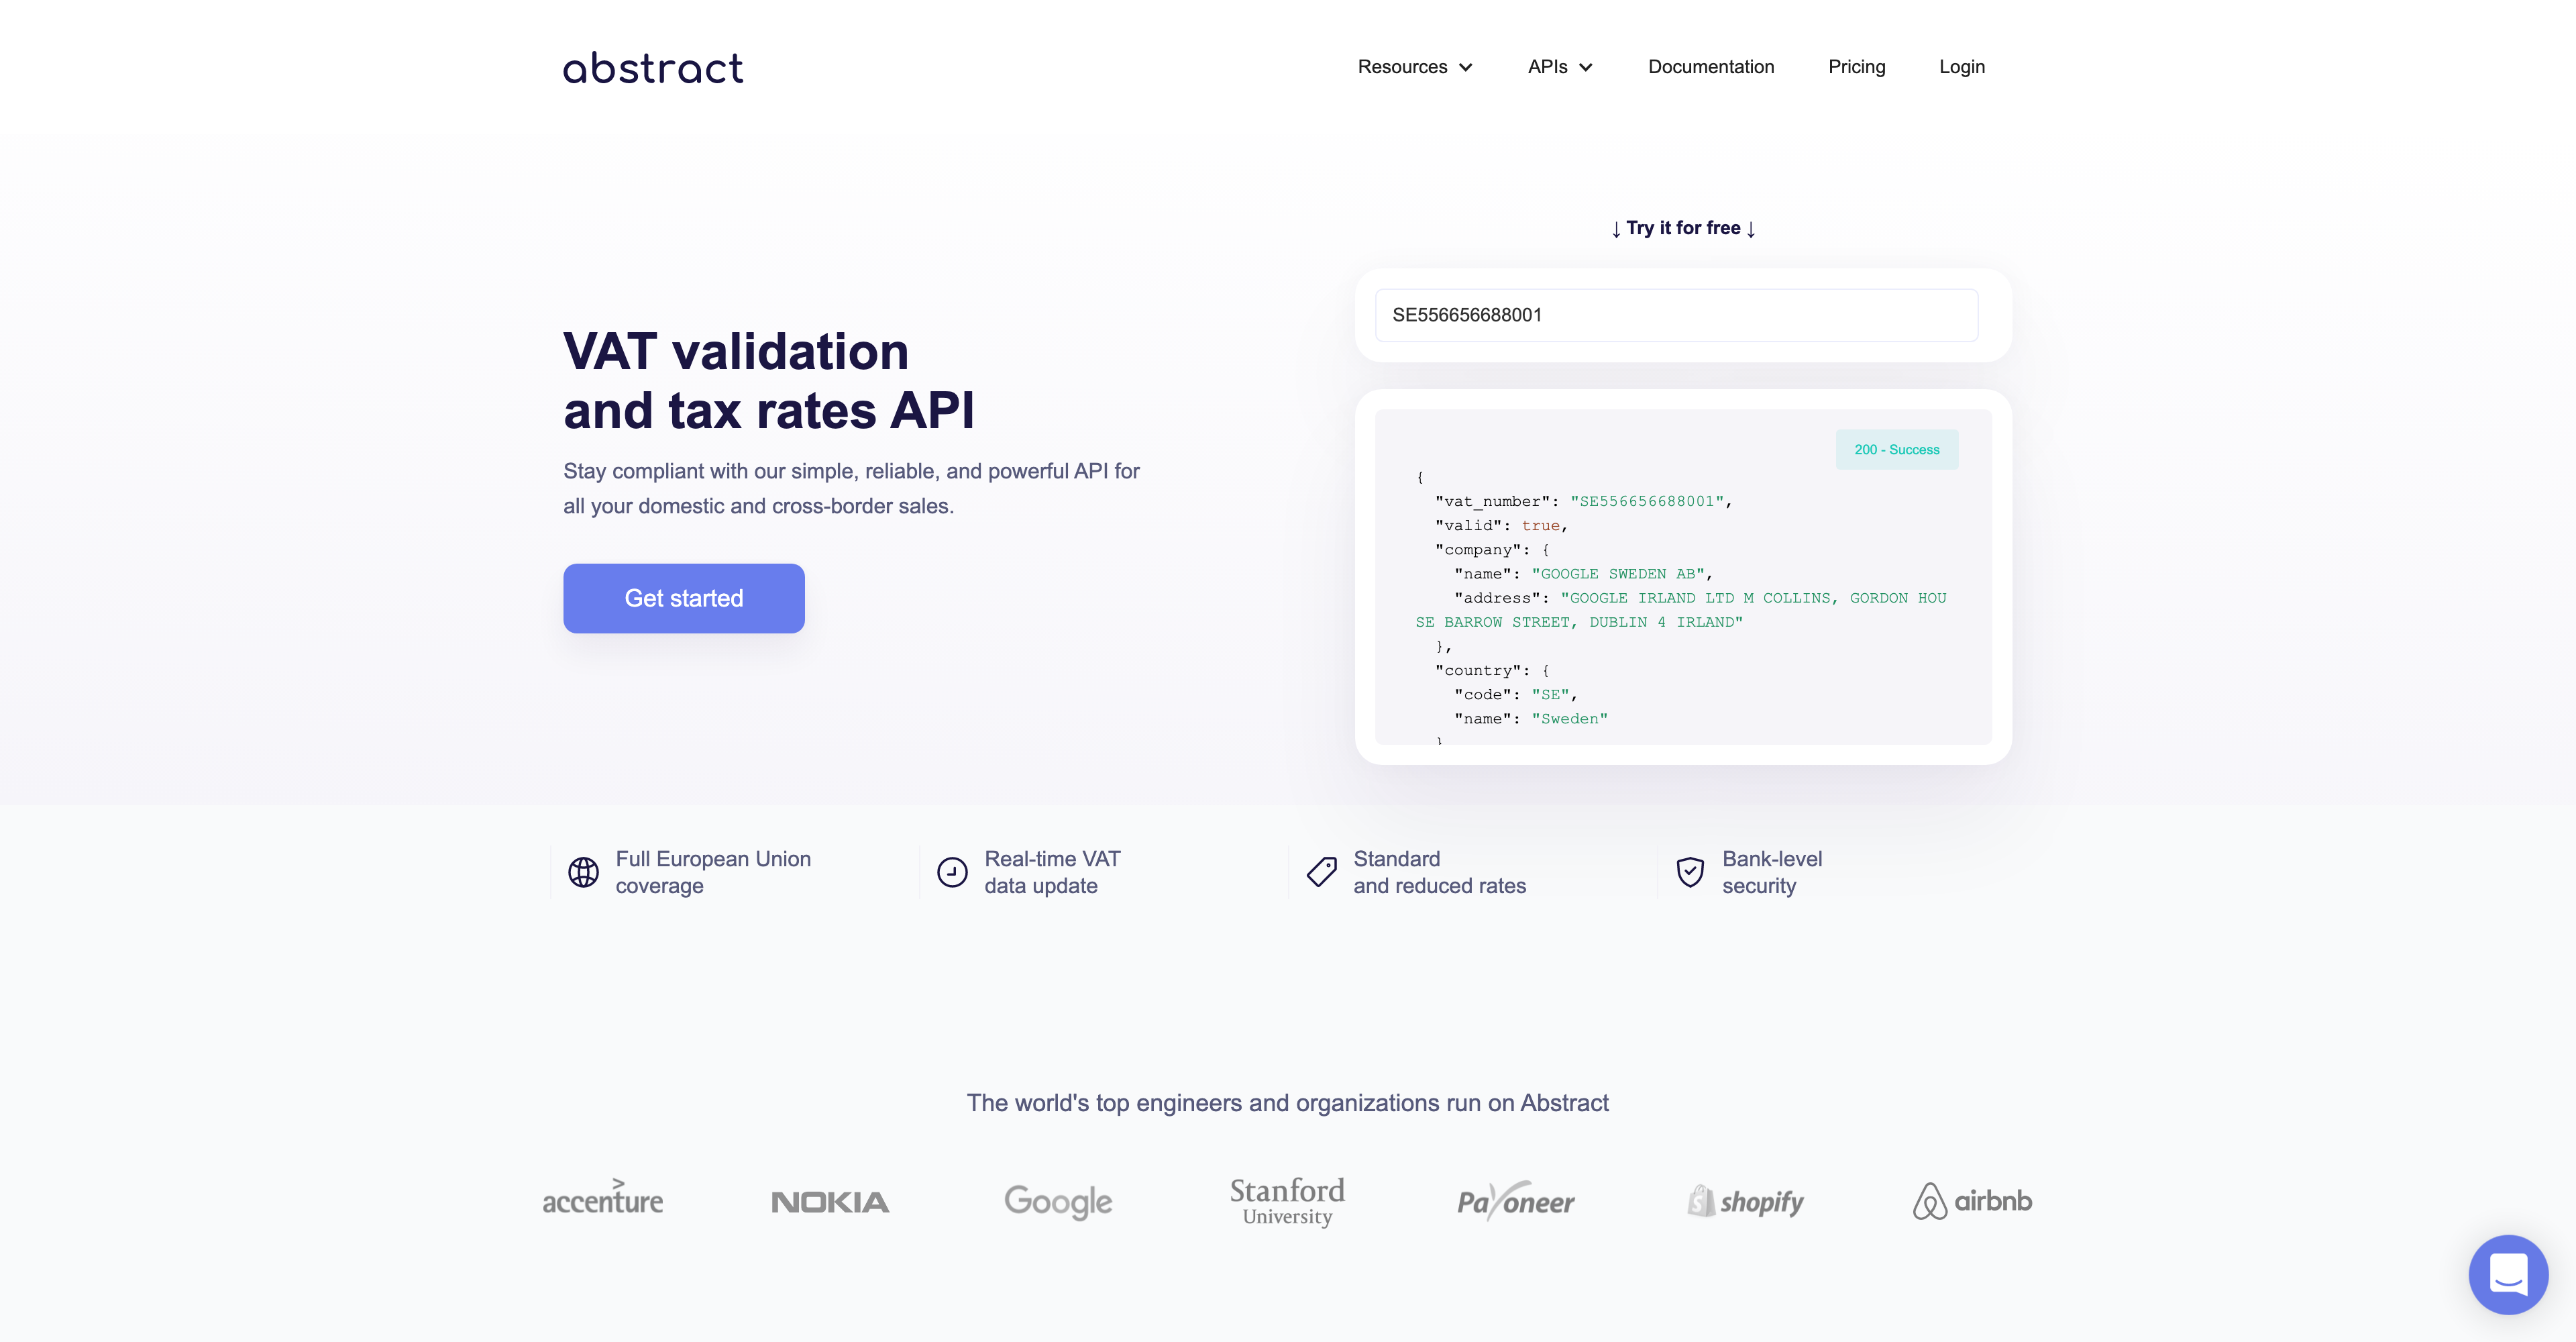 abstract
Resources
APIs
Documentation
Pricing
Login
↓ Try it for free ↓
SE556656688001
VAT validation
and tax rates API
Stay compliant with our simple, reliable, and powerful API for
all your domestic and cross-border sales.
Get started
200 - Success
{
"vat_number": "SE556656688001",
"valid": true,
"company": {
"name": "GOOGLE SWEDEN AB",
"address": "GOOGLE IRLAND LTD M COLLINS, GORDON HOU
SE BARROW STREET, DUBLIN 4 IRLAND"
},
"country": {
"code": "SE",
"name": "Sweden"
}
Full European Union
coverage
Real-time VAT
data update
Standard
and reduced rates
Bank-level
security
The world's top engineers and organizations run on Abstract
accenture
NOKIA
Google
Stanford
University
Payoneer
shopify
airbnb